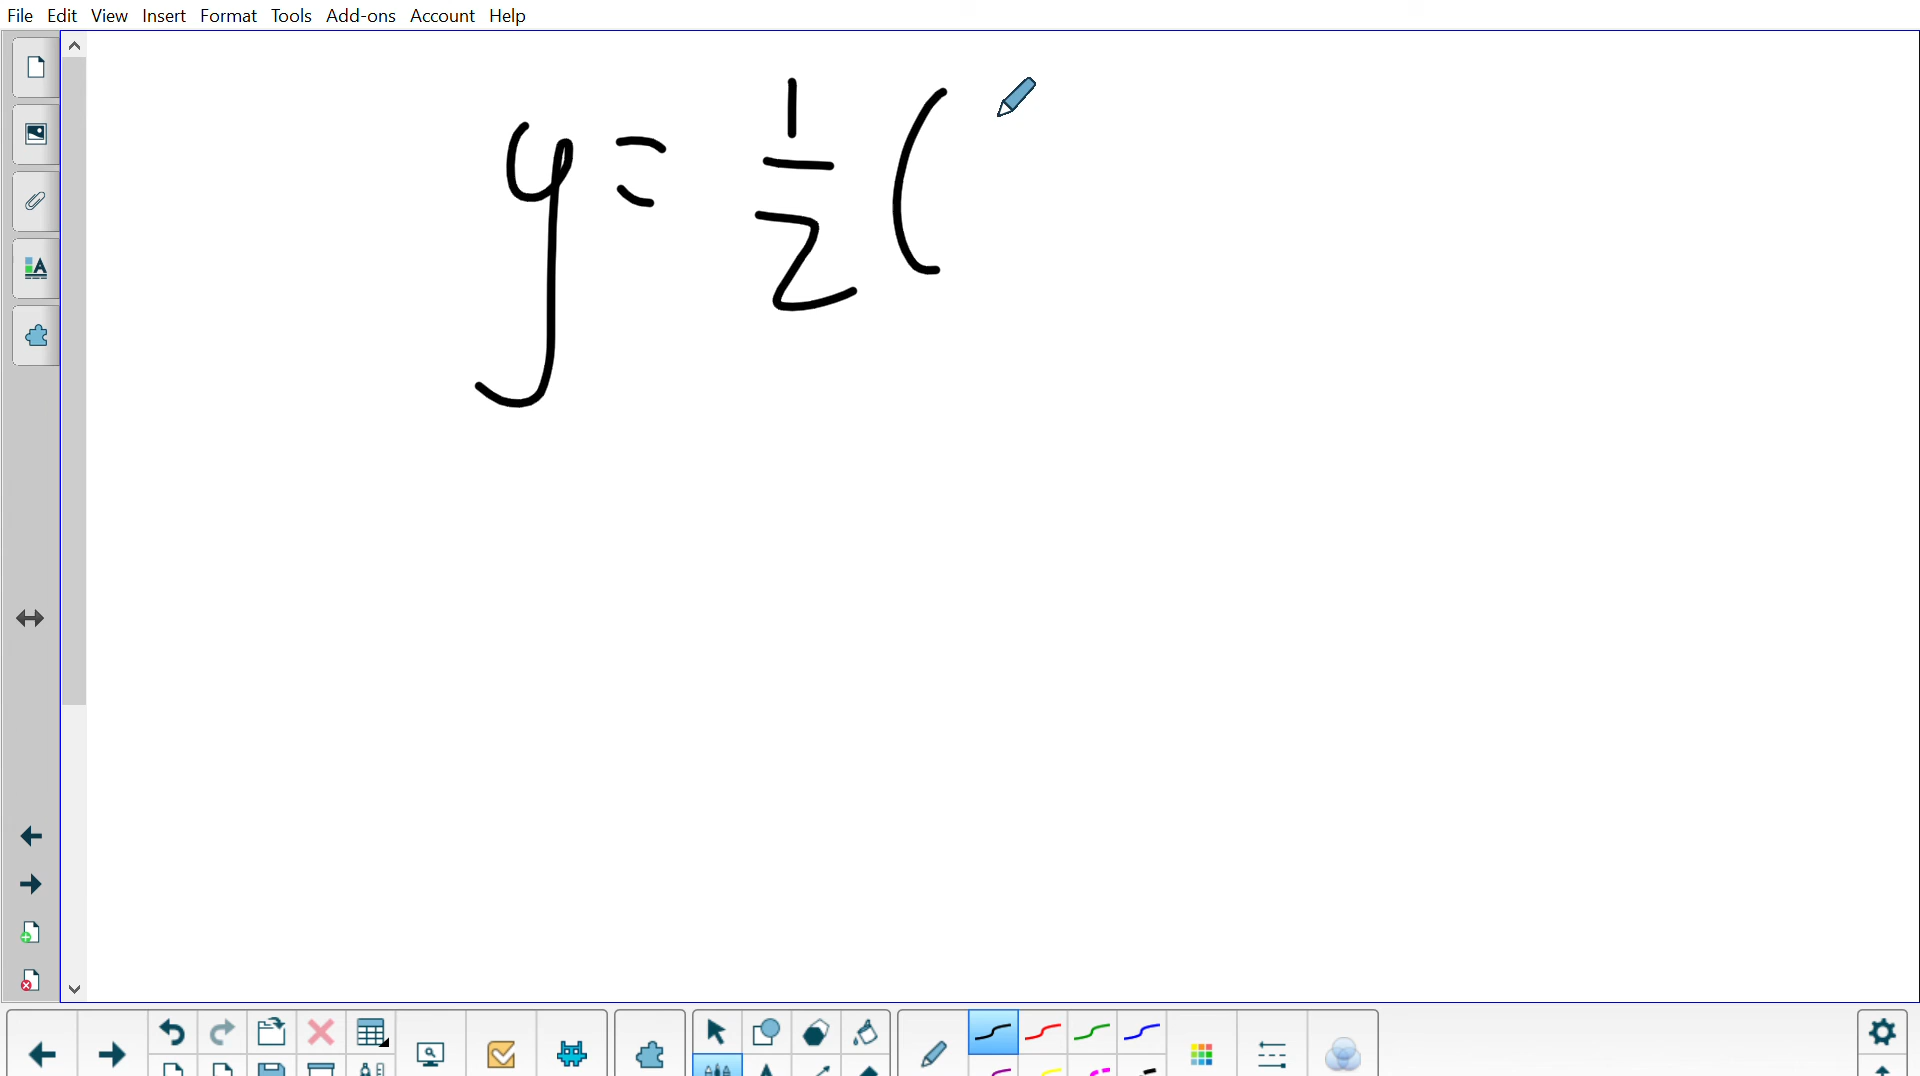 File Edit View Insert Format Tools Add-ons Account Help
y = 1/2 (